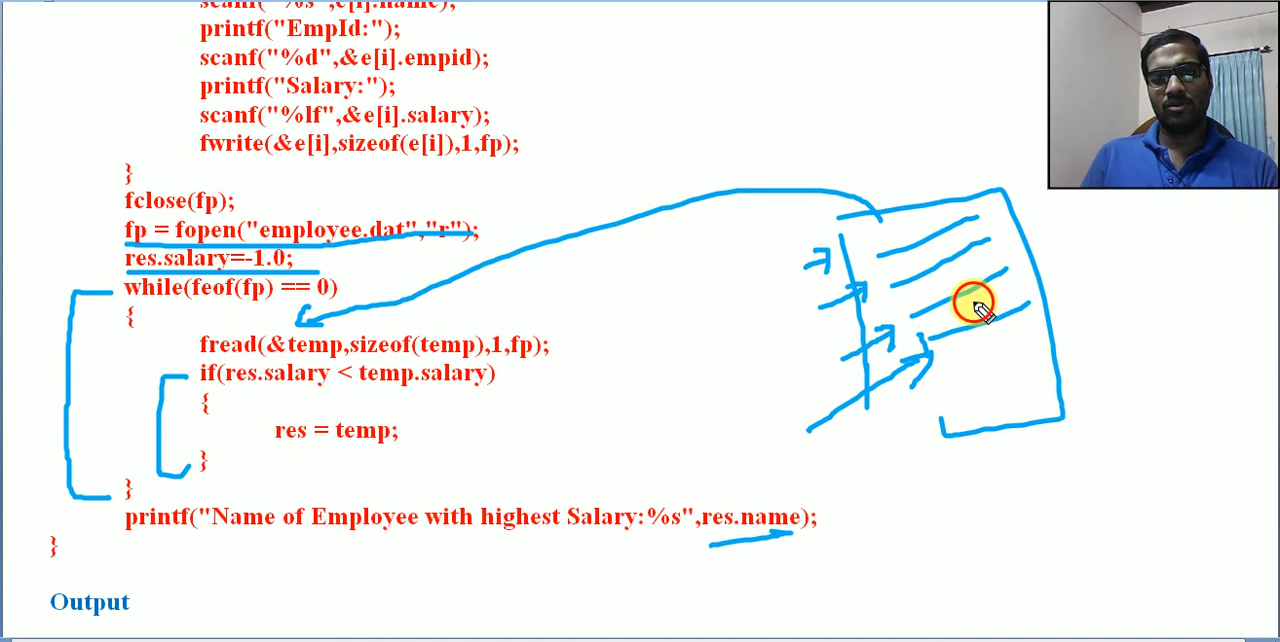 scanf("%s",e[i].name);
printf("EmpId:");
scanf("%d",&e[i].empid);
printf("Salary:");
scanf("%lf",&e[i].salary);
fwrite(&e[i],sizeof(e[i]),1,fp);
}
fclose(fp);
fp = fopen("employee.dat","r");
res.salary=-1.0;
while(feof(fp) == 0)
{
fread(&temp,sizeof(temp),1,fp);
if(res.salary < temp.salary)
{
res = temp;
}
}
printf("Name of Employee with highest Salary:%s",res.name);
}
Output